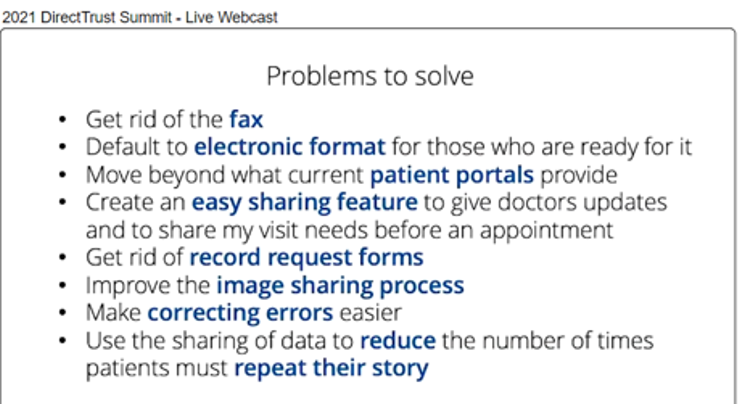 2021 DirectTrust Summit - Live Webcast
Problems to solve
• Get rid of the fax
• Default to electronic format for those who are ready for it
• Move beyond what current patient portals provide
• Create an easy sharing feature to give doctors updates
and to share my visit needs before an appointment
• Get rid of record request forms
• Improve the image sharing process
• Make correcting errors easier
• Use the sharing of data to reduce the number of times
patients must repeat their story